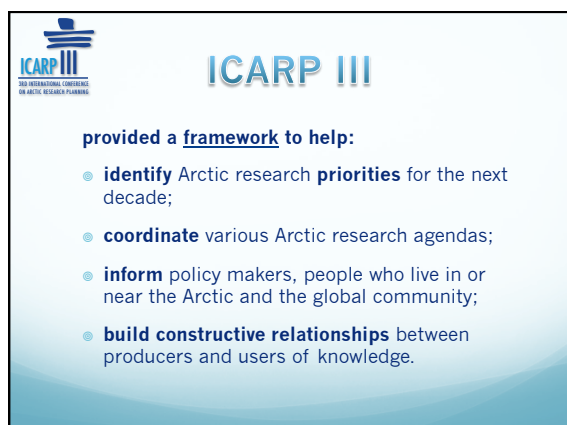 ICARP III
3RD INTERNATIONAL CONFERENCE
ON ARCTIC RESEARCH PLANNING
ICARP III
provided a framework to help:
identify Arctic research priorities for the next
decade;
coordinate various Arctic research agendas;
inform policy makers, people who live in or
near the Arctic and the global community;
build constructive relationships between
producers and users of knowledge.